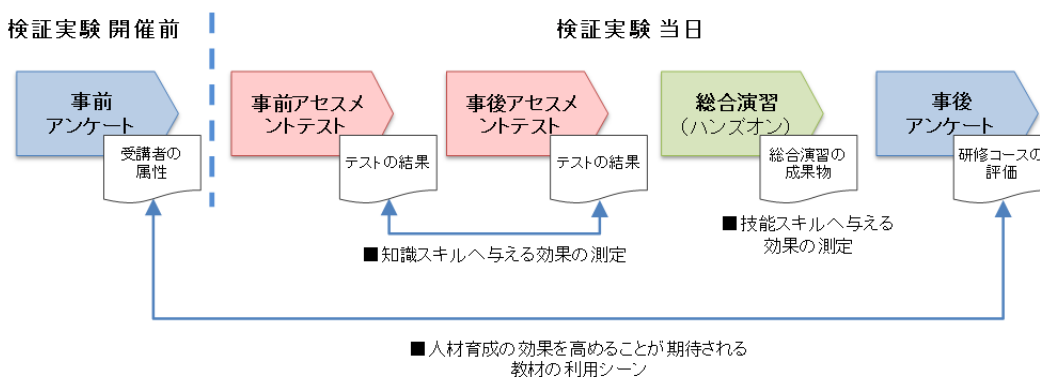 検証実験 開催前
検証実験 当日
事前
アンケート
受講者の
属性
事前アセスメ
ントテスト
テストの結果
事後アセスメ
ントテスト
テストの結果
総合演習
（ハンズオン）
総合演習の
成果物
事後
アンケート
研修コースの
評価
■知識スキルへ与える効果の測定
■技能スキルへ与える
効果の測定
■人材育成の効果を高めることが期待される
教材の利用シーン